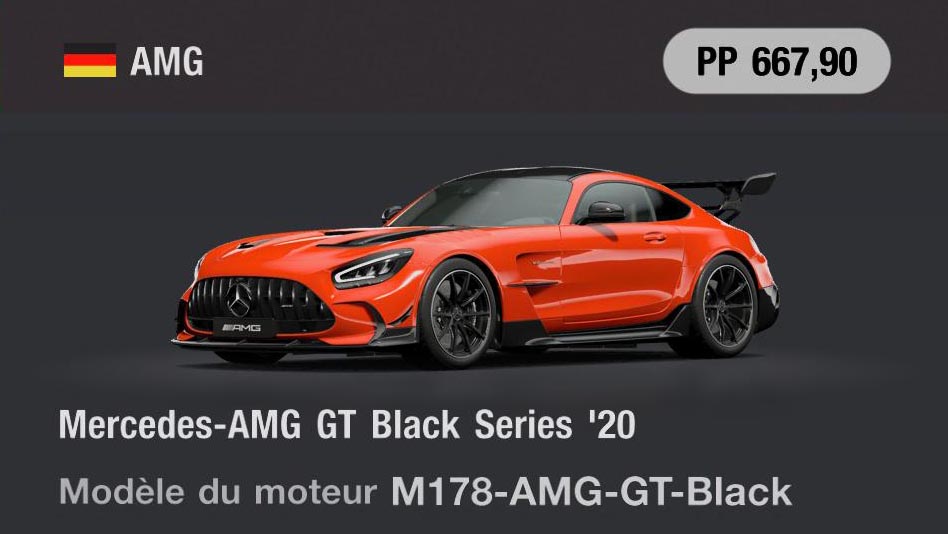 AMG
PP 667,90
AMG
Mercedes-AMG GT Black Series '20
Modèle du moteur M178-AMG-GT-Black